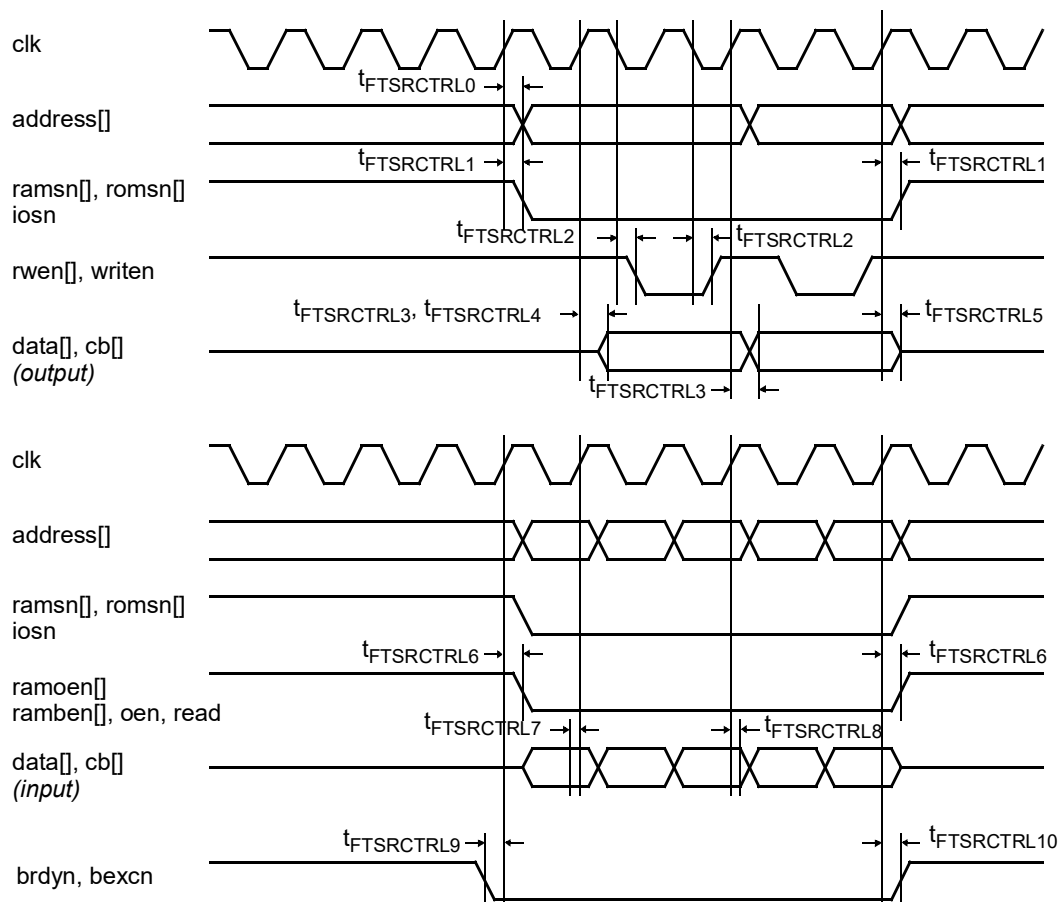 clk
tFTSRCTRL0
address[]
tFTSRCTRL1
tFTSRCTRL1
ramsn[], romsn[]
iosn
tFTSRCTRL2
tFTSRCTRL2
rwen[], writen
tFTSRCTRL3, tFTSRCTRL4
tFTSRCTRL5
data[], cb[]
(output)
tFTSRCTRL3
clk
address[]
ramsn[], romsn[]
iosn
tFTSRCTRL6
tFTSRCTRL6
ramoen[]
ramben[], oen, read
tFTSRCTRL7
tFTSRCTRL8
data[], cb[]
(input)
tFTSRCTRL9
tFTSRCTRL10
brdyn, bexcn